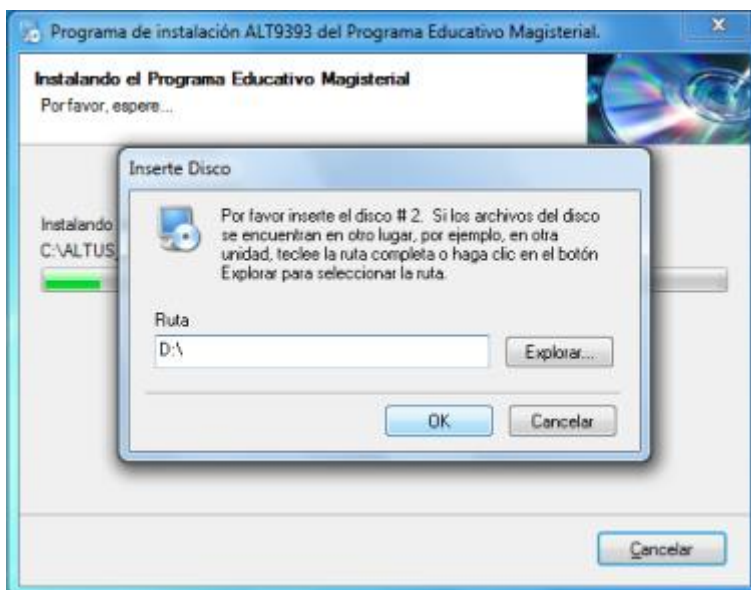 Programa de instalación ALT9393 del Programa Educativo Magisterial.
Instalando el Programa Educativo Magisterial
Por favor, espere...
Inserte Disco
Por favor inserte el disco # 2. Si los archivos del disco
se encuentran en otro lugar, por ejemplo, en otra
unidad, teclee la ruta completa o haga clic en el botón
Explorar para seleccionar la ruta.
Instalando
C:\ALTUS
Ruta
D:\
Explorar...
OK
Cancelar
Cancelar